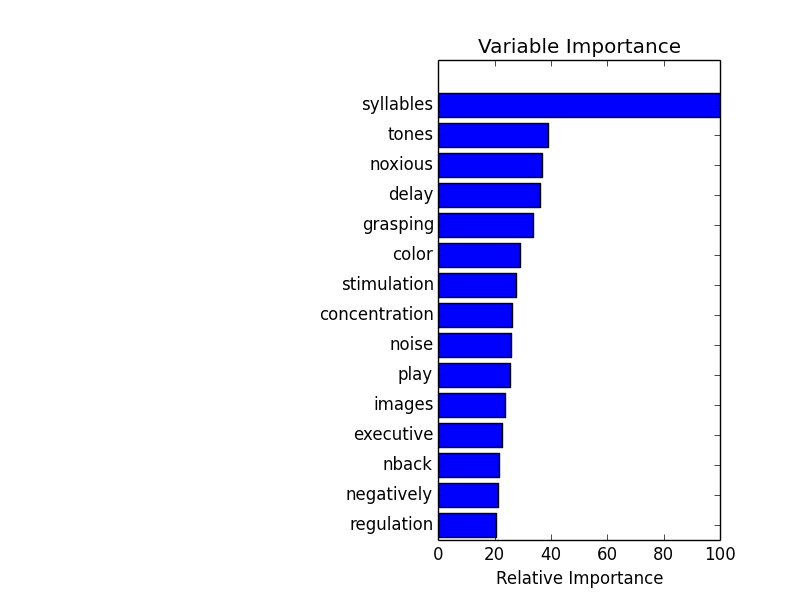 Variable Importance
syllables
tones
noxious
delay
grasping
color
stimulation
concentration
noise
play
images
executive
nback
negatively
regulation
0 20 40 60 80 100
Relative Importance